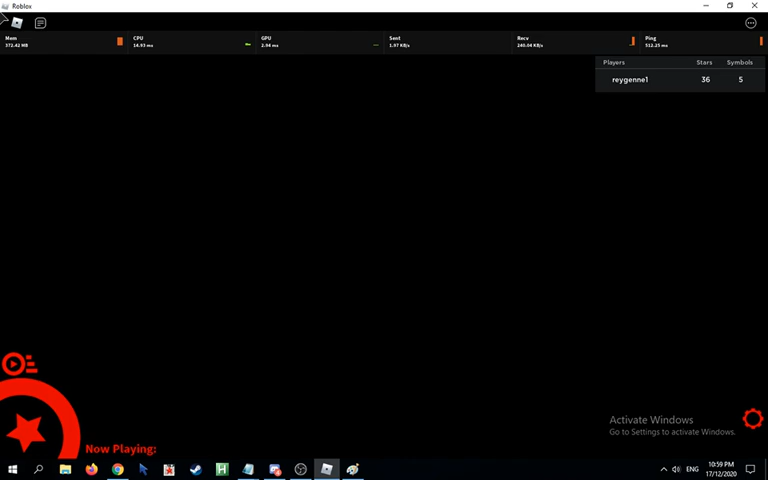 Roblox
Mem
372.42 MB
CPU
14.93 ms
GPU
2.94 ms
Sent
1.97 KB/s
Recv
240.04 KB/s
Ping
512.25 ms
Players Stars Symbols
reygenne1 36 5
Activate Windows
Go to Settings to activate Windows.
Now Playing:
ENG
10:59 PM
17/12/2020